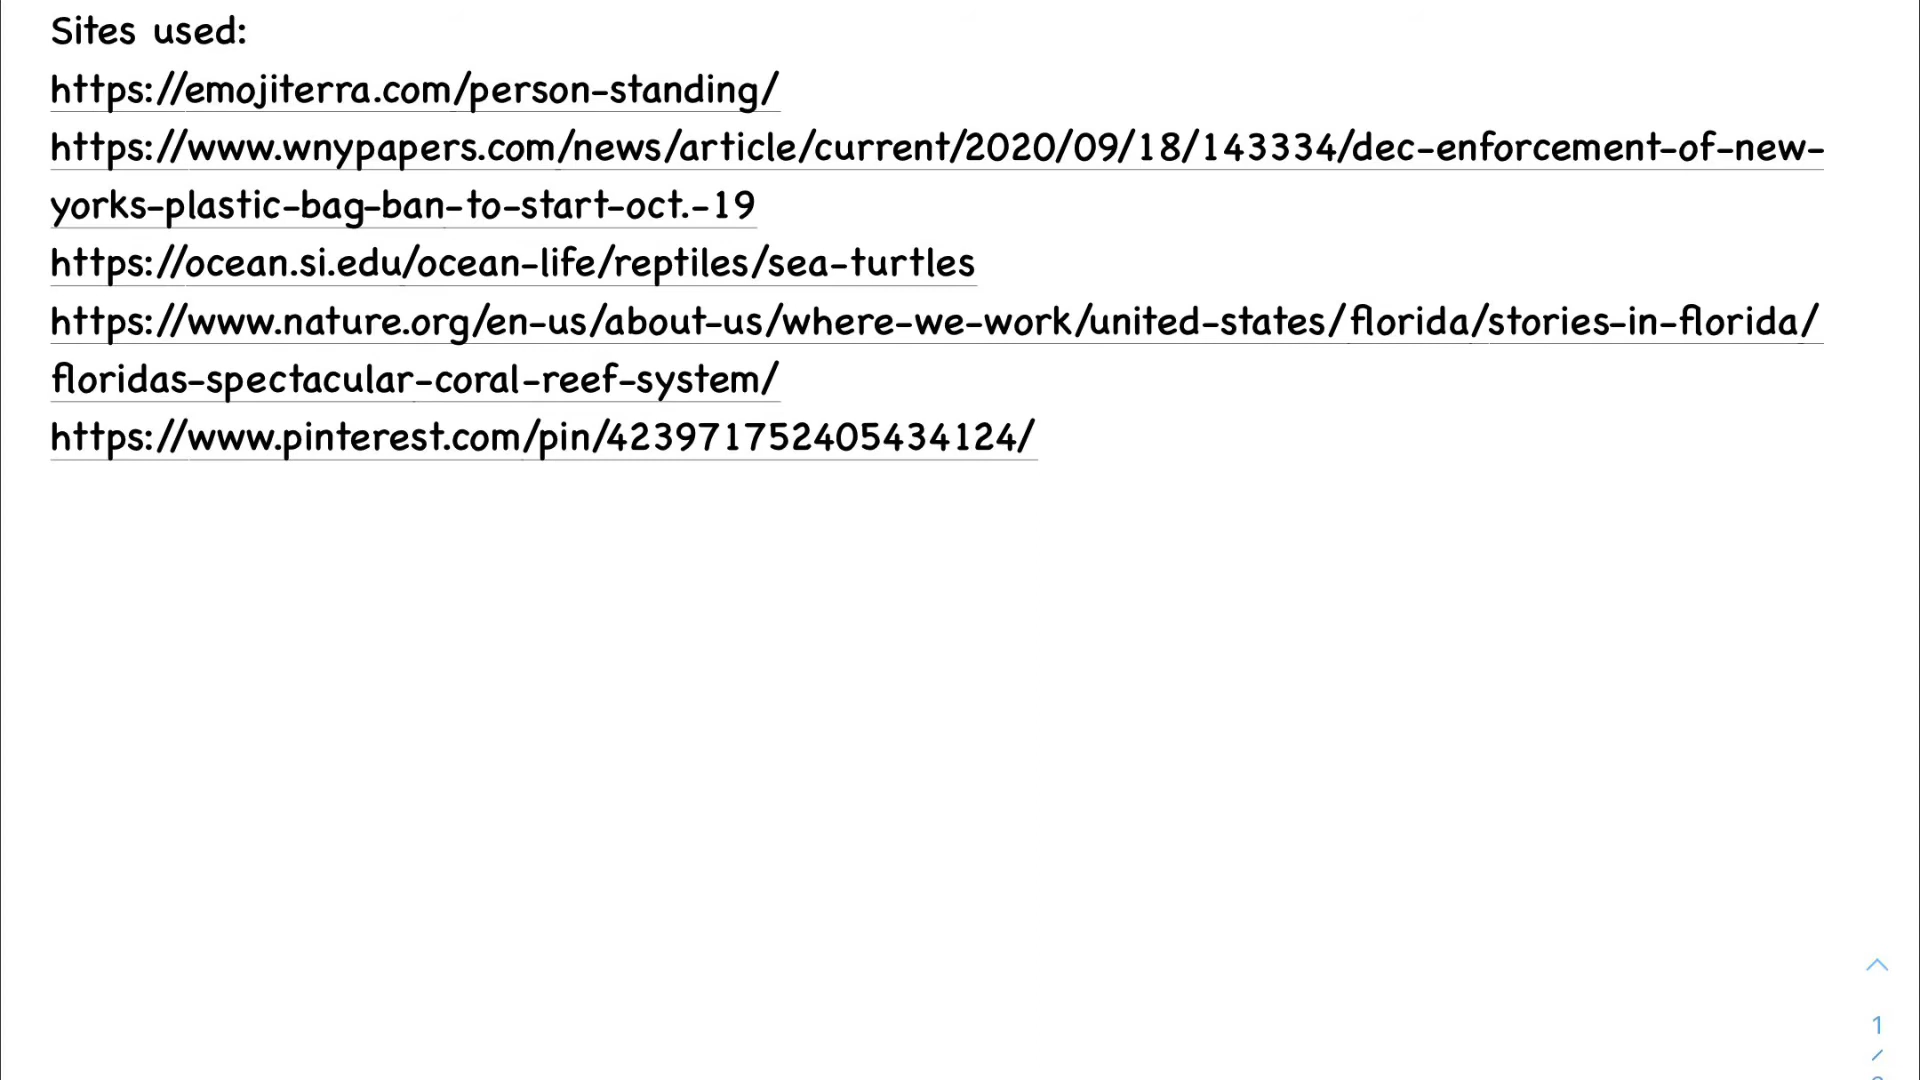 Sites used:
https://emojiterra.com/person-standing/
https://www.wnypapers.com/news/article/current/2020/09/18/143334/dec-enforcement-of-new-
yorks-plastic-bag-ban-to-start-oct.-19
https://ocean.si.edu/ocean-life/reptiles/sea-turtles
https://www.nature.org/en-us/about-us/where-we-work/united-states/florida/stories-in-florida/
floridas-spectacular-coral-reef-system/
https://www.pinterest.com/pin/423971752405434124/
1
/